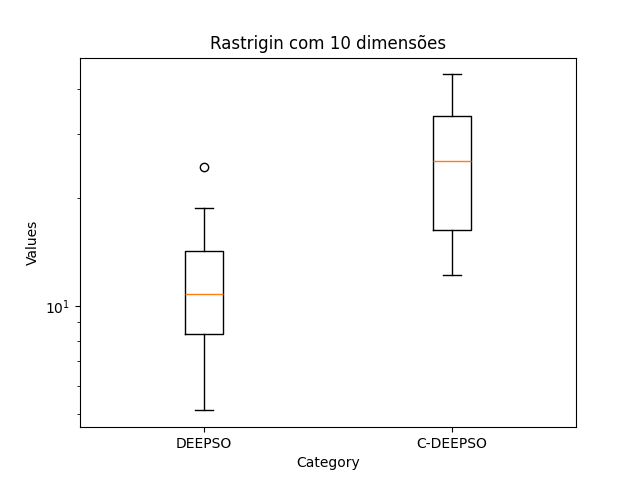 Rastrigin com 10 dimensões
Values
10¹
DEEPSO
C-DEEPSO
Category